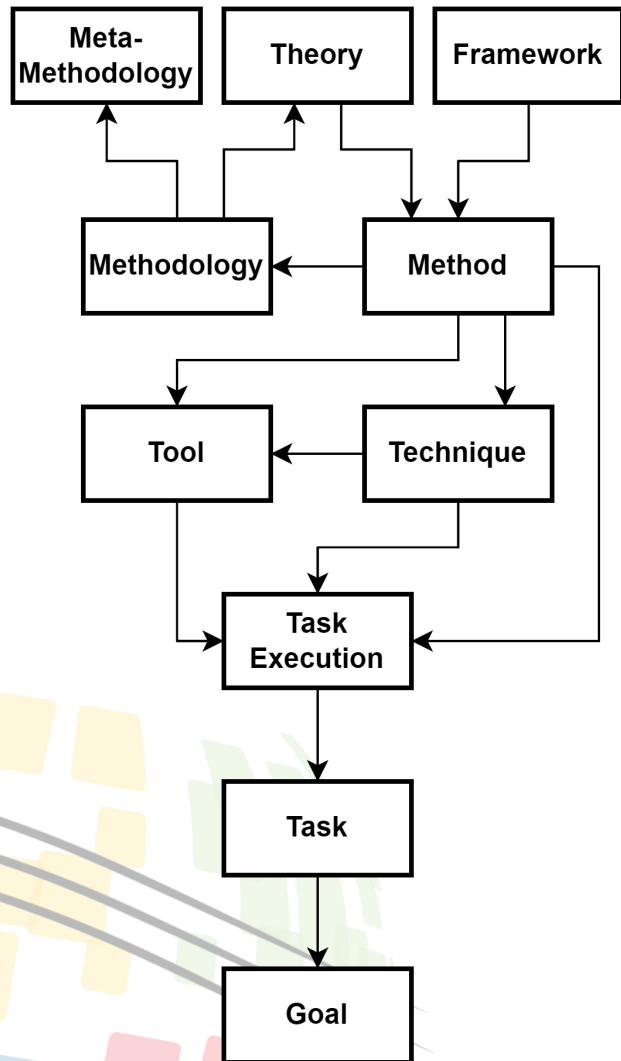 Meta-
Methodology
Theory
Framework
Methodology
Method
Tool
Technique
Task
Execution
Task
Goal